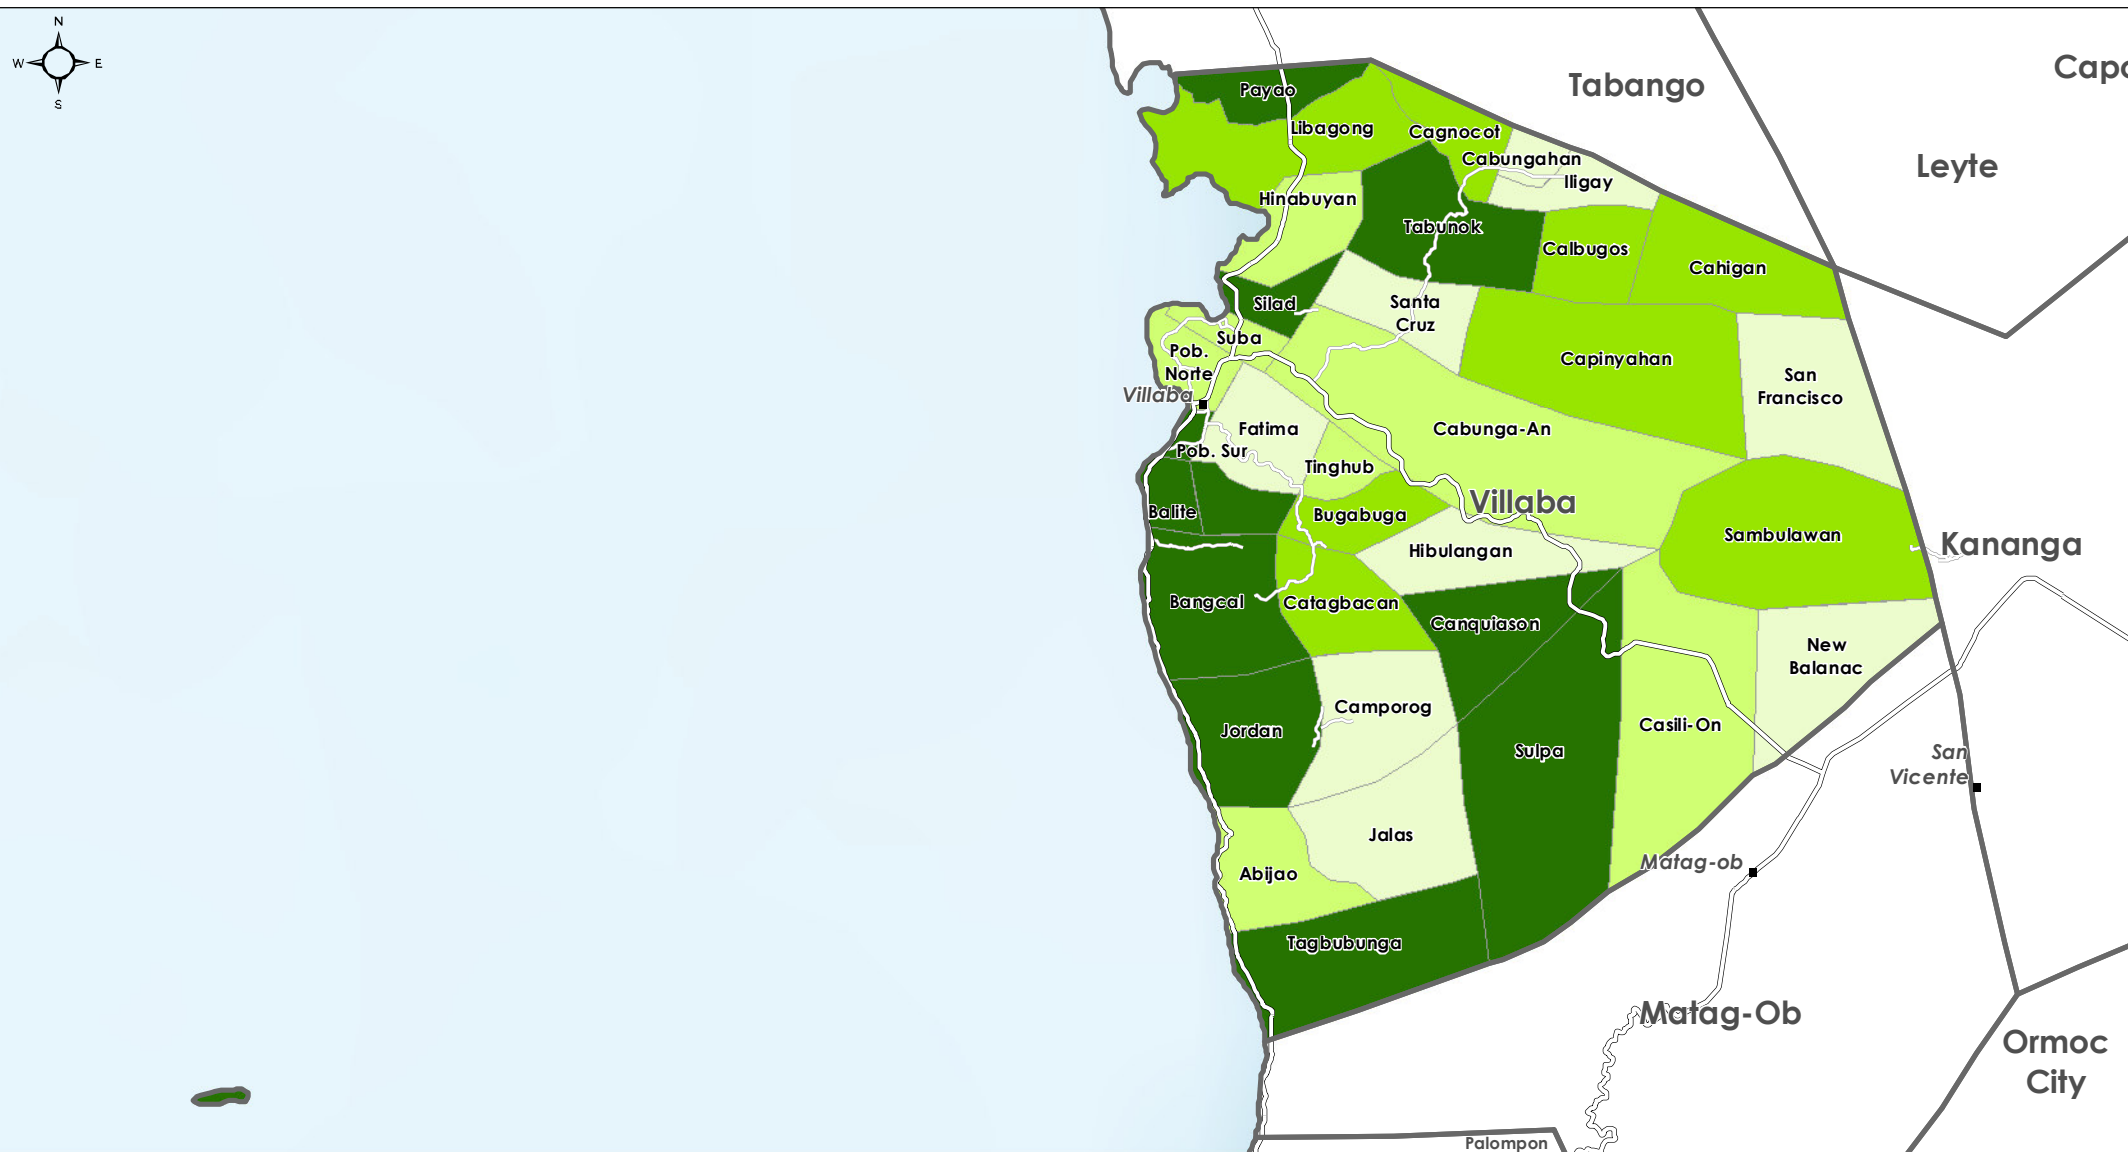 N
W E
S
Capo
Tabango
Leyte
Payao
Libagong
Cagnocot
Cabungahan
Iligay
Hinabuyan
Tabunok
Calbugos
Cahigan
Silad
Santa
Cruz
Suba
Pob.
Norte
Villaba
Capinyahan
San
Francisco
Fatima
Cabunga-An
Pob. Sur
Tinghub
Villaba
Balite
Bugabuga
Sambulawan
Hibulangan
Kananga
Bangcal
Catagbacan
Canquiason
New
Balanac
Camporog
Jordan
Sulpa
Casili-On
San
Vicente
Jalas
Abijao
Matag-ob
Tagbubunga
Matag-Ob
Ormoc
City
Palompon